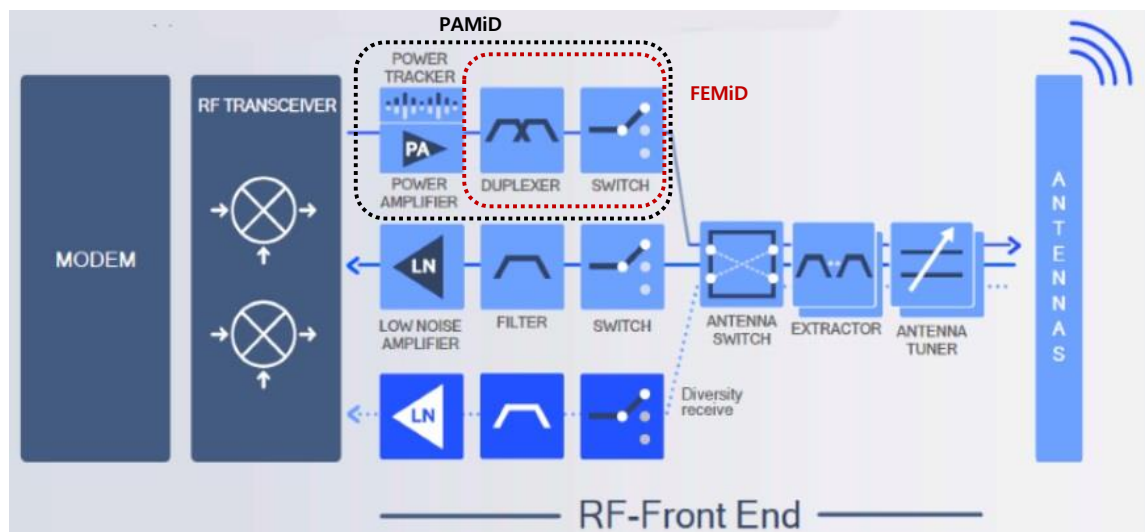 PAMiD
POWER
TRACKER
FEMiD
RF TRANSCEIVER
PA
POWER
AMPLIFIER
DUPLEXER
SWITCH
MODEM
LN
LOW NOISE
AMPLIFIER
FILTER
SWITCH
ANTENNA
SWITCH
EXTRACTOR
ANTENNA
TUNER
ANTENNAS
LN
Diversity
receive
RF-Front End